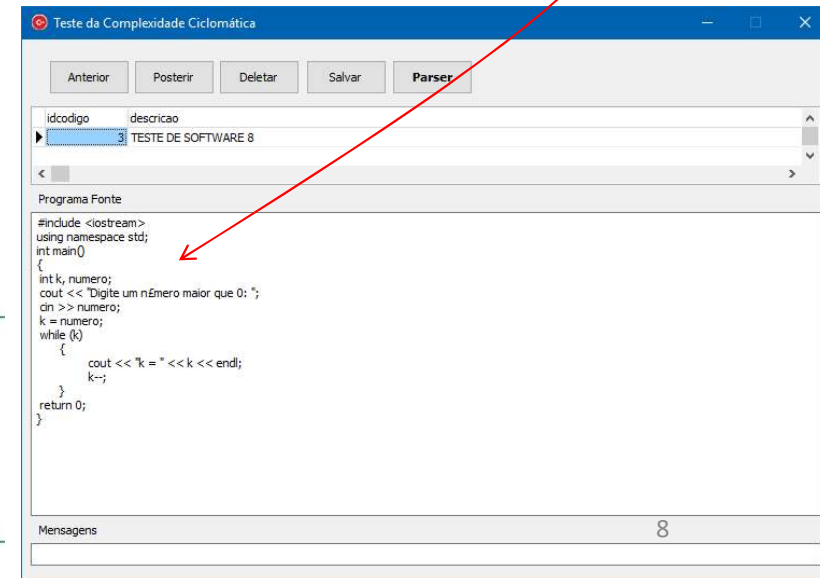 Teste da Complexidade Ciclomática
Anterior Posterir Deletar Salvar Parser
idcodigo descricao
3 TESTE DE SOFTWARE 8
Programa Fonte
#include <iostream>
using namespace std;
int main()
{
int k, numero;
cout << "Digite um n£mero maior que 0: ";
cin >> numero;
k = numero;
while (k)
{
cout << "k = " << k << endl;
k--;
}
return 0;
}
8
Mensagens